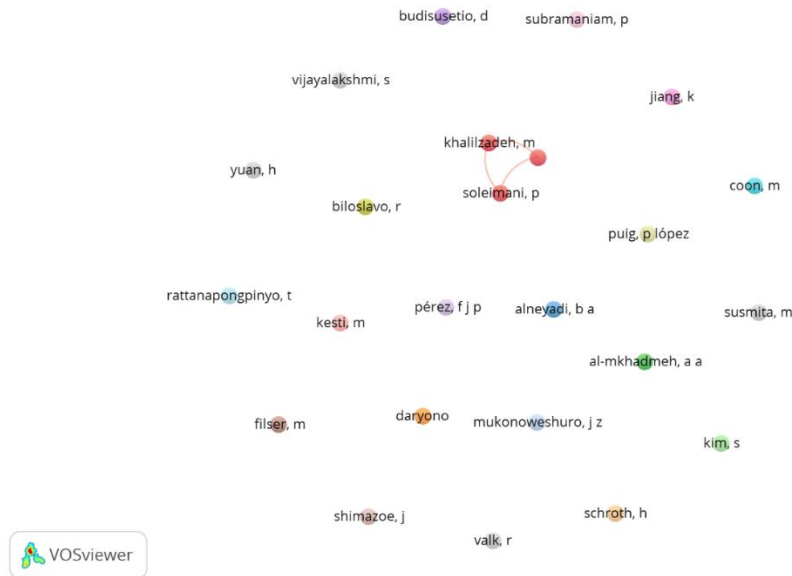 budisusetio, d
subramaniam, p
vijayalakshmi, s
jiang, k
khalilzadeh, m
yuan, h
coon, m
soleimani, p
biloslavo, r
puig, p lópez
rattanapongpinyo, t
pérez, f j p
alneyadi, b a
susmita, m
kesti, m
al-mkhadmeh, a a
daryono
mukonoweshuro, j z
filser, m
kim, s
shimazoe, j
schroth, h
valk, r
VOSviewer